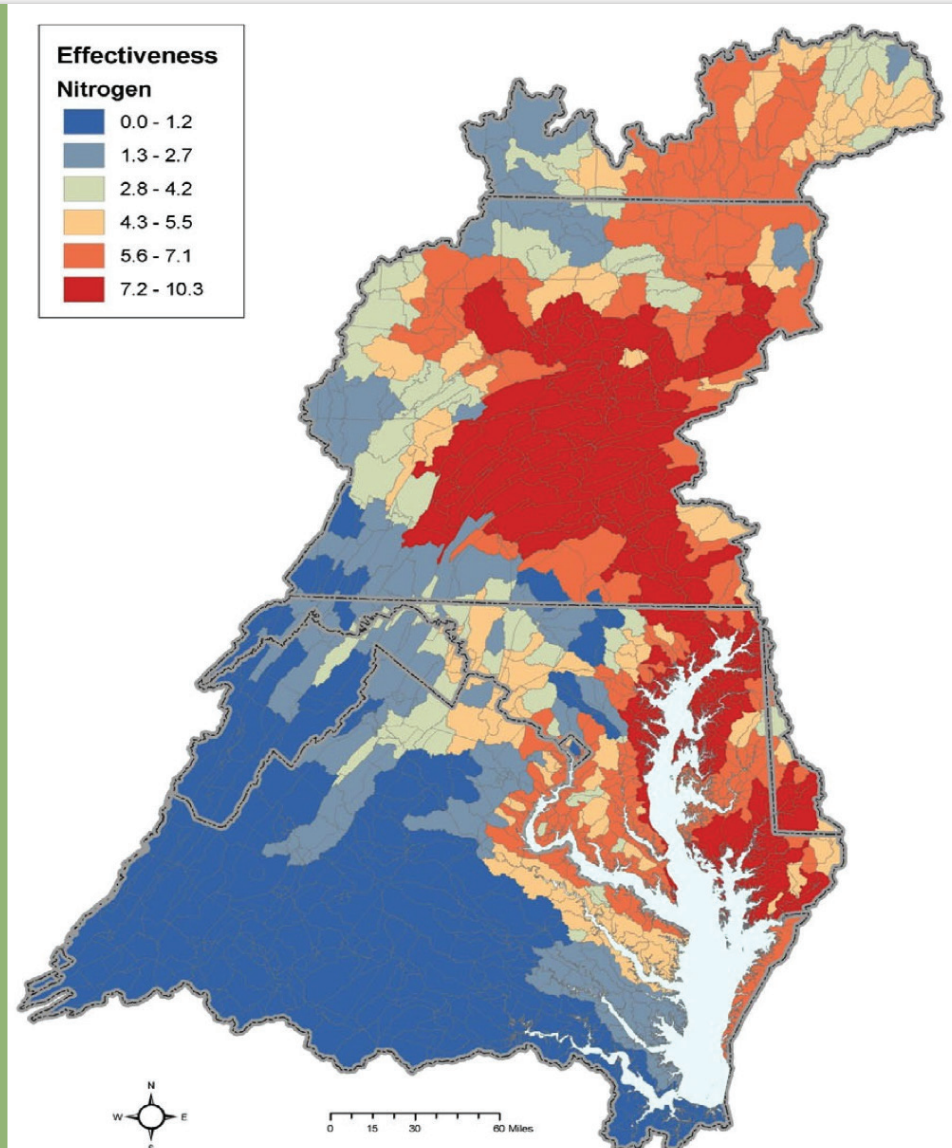 Effectiveness
Nitrogen
0.0 - 1.2
1.3 - 2.7
2.8 - 4.2
4.3 - 5.5
5.6 - 7.1
7.2 - 10.3
N
W E
S
0 15 30 60 Miles